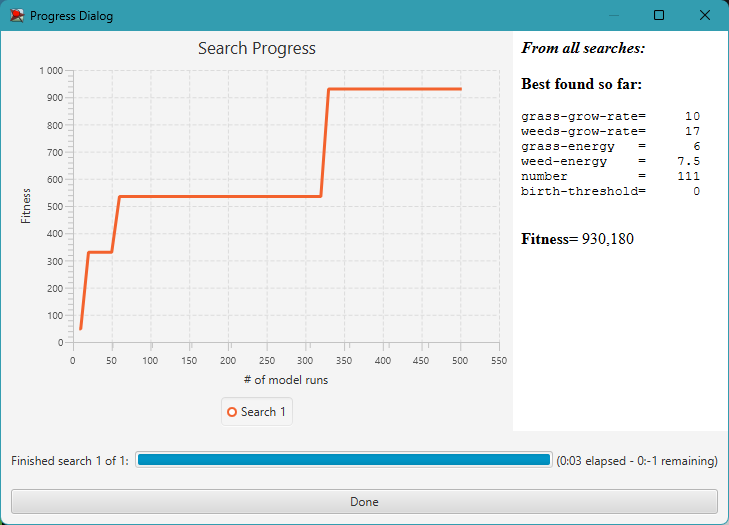 Progress Dialog
Search Progress
1 000
900
800
700
600
500
400
300
200
100
0
Fitness
0 50 100 150 200 250 300 350 400 450 500 550
# of model runs
Search 1
From all searches:
Best found so far:
grass-grow-rate= 10
weeds-grow-rate= 17
grass-energy = 6
weed-energy = 7.5
number = 111
birth-threshold= 0
Fitness= 930,180
Finished search 1 of 1: (0:03 elapsed - 0:-1 remaining)
Done